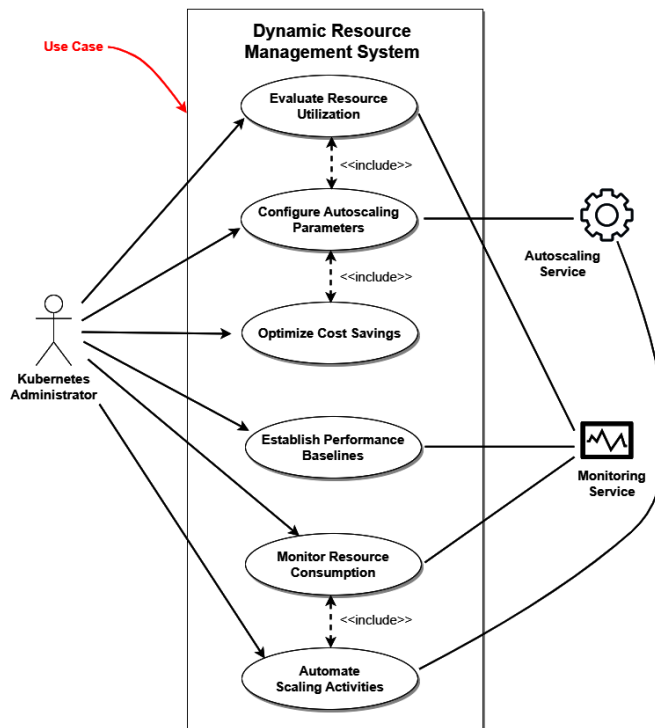 Dynamic Resource
Management System
Use Case
Evaluate Resource
Utilization
<<include>>
Configure Autoscaling
Parameters
Autoscaling
Service
<<include>>
Optimize Cost Savings
Kubernetes
Administrator
Establish Performance
Baselines
Monitoring
Service
Monitor Resource
Consumption
<<include>>
Automate
Scaling Activities